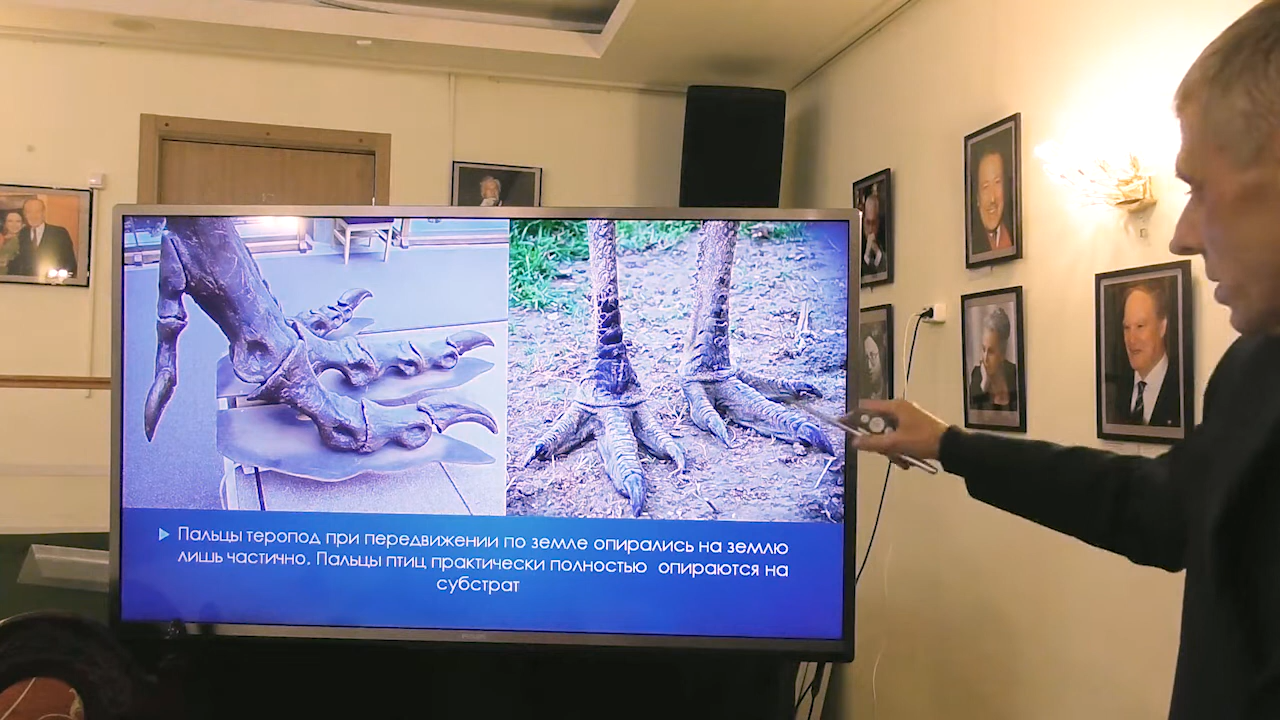 Пальцы теропод при передвижении по земле опирались на землю
лишь частично. Пальцы птиц практически полностью опираются на
субстрат